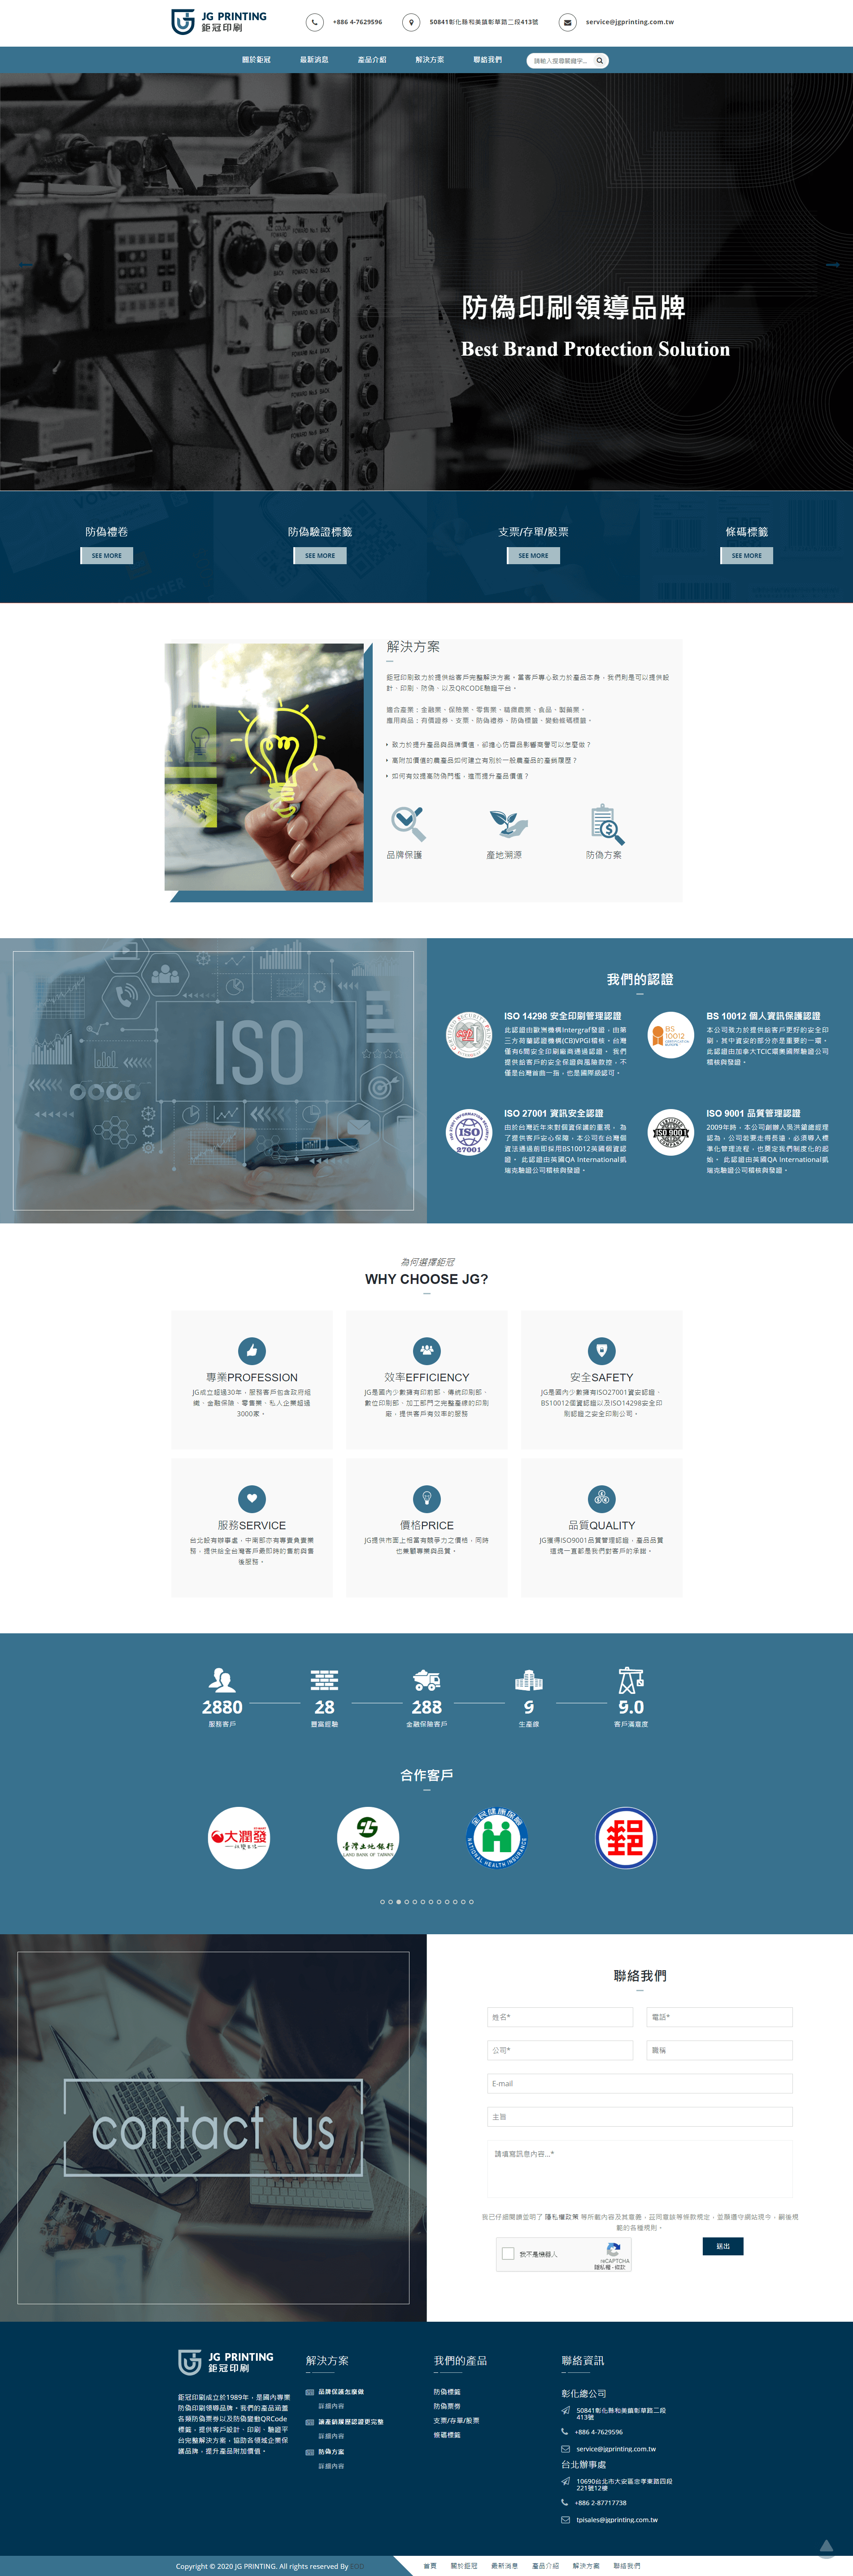 JG PRINTING
鉅冠印刷
+886 4-7629596
50841彰化縣和美鎮彰草路二段413號
service@jgprinting.com.tw
關於鉅冠 最新消息 產品介紹 解決方案 聯絡我們 請輸入搜尋關鍵字...
防偽印刷領導品牌
Best Brand Protection Solution
防偽禮卷 防偽驗證標籤 支票/存單/股票 條碼標籤
SEE MORE SEE MORE SEE MORE SEE MORE
解決方案
鉅冠印刷致力於提供給客戶完整解決方案。當客戶專心致力於產品本身，我們則是可以提供設
計、印刷、防偽、以及QRCODE驗證平台。
適合產業：金融業、保險業、零售業、職路農業、食品、製藥業。
應用商品：有價證券、支票、防偽禮券、防偽標籤、變動條碼標籤。
致力於提升產品與品牌價值，卻擔心仿冒品影響商譽可以怎麼做？
高附加價值的農產品如何建立有別於一般農產品的產銷履歷？
如何有效提高防偽門檻，進而提升產品價值？
品牌保護 產地溯源 防偽方案
ISO
我們的認證
ISO 14298 安全印刷管理認證
此認證由歐洲機構Intergraf發證，由第
三方荷蘭認證機構(CB)VPGI稽核。台灣
僅有6間安全印刷廠商通過認證。 我們
提供給客戶的安全保證與風險款控，不
僅是台灣首曲一指，也是國際級認可。
BS 10012 個人資訊保護認證
本公司致力於提供給客戶更好的安全印
刷，其中資安的部分亦是重要的一環。
此認證由加拿大TCIC環奧國際驗證公司
稽核與發證。
BS
10012
ISO 27001 資訊安全認證
由於台灣近年來對個資保護的重視， 為
了提供客戶安心保障，本公司在台灣個
資法通過前即採用BS10012英國個資認
證。 此認證由英國QA International凱
瑞克驗證公司稽核與發證。
ISO
27001
ISO 9001 品質管理認證
2009年時，本公司創辦人吳洪鎗總經理
認為，公司若要走得長遠，必須導入標
準化管理流程，也奠定我們制度化的起
始。 此認證由英國QA International凱
瑞克驗證公司稽核與發證。
ISO 9001
為何選擇鉅冠
WHY CHOOSE JG?
專業PROFESSION
JG成立超過30年，服務客戶包含政府組
織、金融保險、零售業、私人企業超過
3000家。
效率EFFICIENCY
JG是國內少數擁有印前部、傳統印刷部、
數位印刷部、加工部門之完整產線的印刷
廠，提供客戶有效率的服務
安全SAFETY
JG是國內少數擁有ISO27001資安認證、
BS10012個資認證以及ISO14298安全印
刷認證之安全印刷公司。
服務SERVICE
台北設有辦事處，中南部亦有專責負責業
務，提供給全台灣客戶最即時的售前與售
後服務。
價格PRICE
JG提供市面上相當有競爭力之價格，同時
也兼顧專業與品質。
品質QUALITY
JG獲得ISO9001品質管理認證，產品品質
這塊一直都是我們對客戶的承諾。
2880 28 288 9 9.0
服務客戶 豐富經驗 金融保險客戶 生產線 客戶滿意度
合作客戶
大潤發
臺灣土地銀行
LAND BANK OF TAIWAN
全民健康保險
NATIONAL HEALTH INSURANCE
郵
contact us
聯絡我們
姓名* 電話*
公司* 職稱
E-mail
主旨
請填寫訊息內容...*
我已仔細閱讀並明了 隱私權政策 等所載內容及其意義，茲同意該等條款規定，並願遵守網站現今，嗣後規
範的各種規則。
我不是機器人
reCAPTCHA
隱私權 - 條款
送出
JG PRINTING
鉅冠印刷
鉅冠印刷成立於1989年，是國內專業
防偽印刷領導品牌。我們的產品涵蓋
各類防偽票券以及防偽變動QRCode
標籤，提供客戶設計、印刷、驗證平
台完整解決方案，協助各領域企業保
護品牌，提升產品附加價值。
解決方案
品牌保護怎麼做
詳細內容
讓產銷履歷認證更完整
詳細內容
防偽方案
詳細內容
我們的產品
防偽標籤
防偽票券
支票/存單/股票
條碼標籤
聯絡資訊
彰化總公司
50841彰化縣和美鎮彰草路二段
413號
+886 4-7629596
service@jgprinting.com.tw
台北辦事處
10690台北市大安區忠孝東路四段
221號12樓
+886 2-87717738
tpisales@jgprinting.com.tw
Copyright © 2020 JG PRINTING. All rights reserved By EOD
首頁 關於鉅冠 最新消息 產品介紹 解決方案 聯絡我們